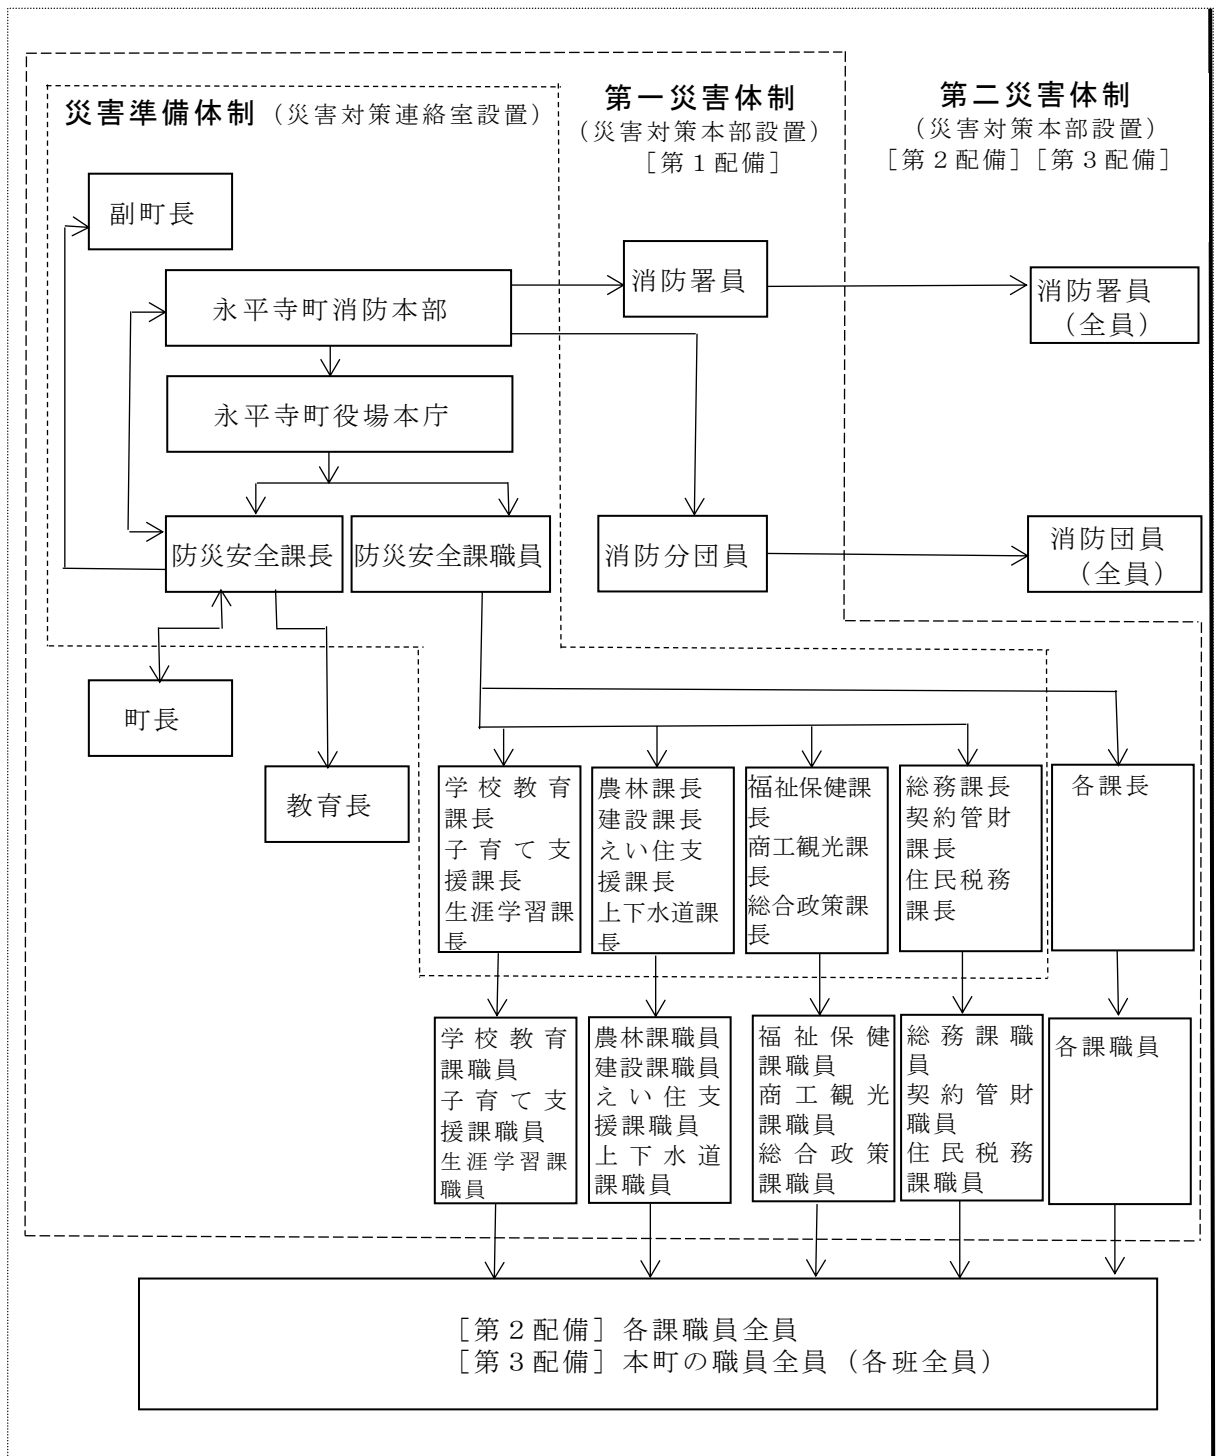 災害準備体制（災害対策連絡室設置）
第一災害体制
（災害対策本部設置）
［第１配備］
第二災害体制
（災害対策本部設置）
［第２配備］［第３配備］
副町長
永平寺町消防本部
消防署員
消防署員
（全員）
永平寺町役場本庁
防災安全課長
防災安全課職員
消防分団員
消防団員
（全員）
町長
教育長
学校教育
課長
子育て支
援課長
生涯学習課
長
農林課長
建設課長
えい住支
援課長
上下水道課
長
福祉保健課
長
商工観光課
長
総合政策課
長
総務課長
契約管財
課長
住民税務
課長
各課長
学校教育
課職員
子育て支
援課職員
生涯学習課
職員
農林課職員
建設課職員
えい住支
援課職員
上下水道
課職員
福祉保健
課職員
商工観光
課職員
総合政策
課職員
総務課職
員
契約管財
職員
住民税務
課職員
各課職員
［第２配備］各課職員全員
［第３配備］本町の職員全員（各班全員）